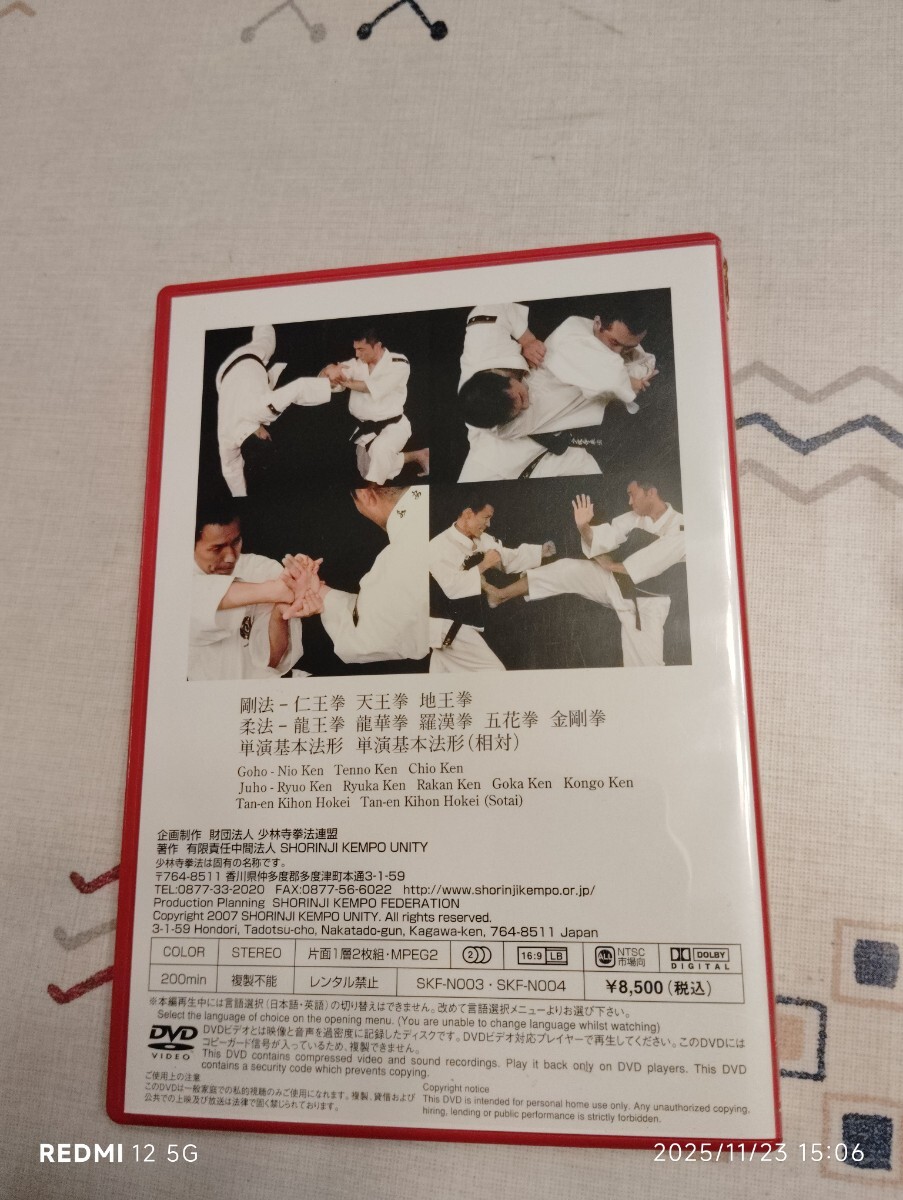 剛法－仁王拳 天王拳 地王拳
柔法－龍王拳 龍華拳 羅漢拳 五花拳 金剛拳
単演基本法形 単演基本法形(相対)
Goho - Nio Ken Tenno Ken Chio Ken
Juho - Ryuo Ken Ryuka Ken Rakan Ken Goka Ken Kongo Ken
Tan-en Kihon Hokei Tan-en Kihon Hokei (Sotai)
企画制作 財団法人 少林寺拳法連盟
著作 有限責任中間法人 SHORINJI KEMPO UNITY
少林寺拳法は固有の名称です。
〒764-8511 香川県仲多度郡多度津町本通3-1-59
TEL:0877-33-2020 FAX:0877-56-6022 http://www.shorinjikempo.or.jp/
Production Planning SHORINJI KEMPO FEDERATION
Copyright 2007 SHORINJI KEMPO UNITY. All rights reserved.
3-1-59 Hondori, Tadotsu-cho, Nakatado-gun, Kagawa-ken, 764-8511 Japan
COLOR STEREO 片面1層2枚組・MPEG2 2 16:9 LB ALL NTSC 市場向 DOLBY DIGITAL
200min 複製不能 レンタル禁止 SKF-N003・SKF-N004 ¥8,500(税込)
※本編再生中には言語選択(日本語・英語)の切り替えはできません。改めて言語選択メニューよりお選び下さい。
Select the language of choice on the opening menu. (You are unable to change language whilst watching)
DVD VIDEO
DVDビデオとは映像と音声を過密度に記録したディスクです。DVDビデオ対応プレイヤーで再生してください。このDVDには
コピーガード信号が入っているため、複製できません。
This DVD contains compressed video and sound recordings. Play it back only on DVD players. This DVD
contains a security code which prevents copying.
ご使用上の注意
このDVDは一般家庭での私的視聴のみご使用になれます。複製、貸借および
公共での上映及び放送は法律で固く禁じられております。
Copyright notice
This DVD is intended for personal home use only. Any unauthorized copying,
hiring, lending or public performance is strictly forbidden.
REDMI 12 5G
2025/11/23 15:06